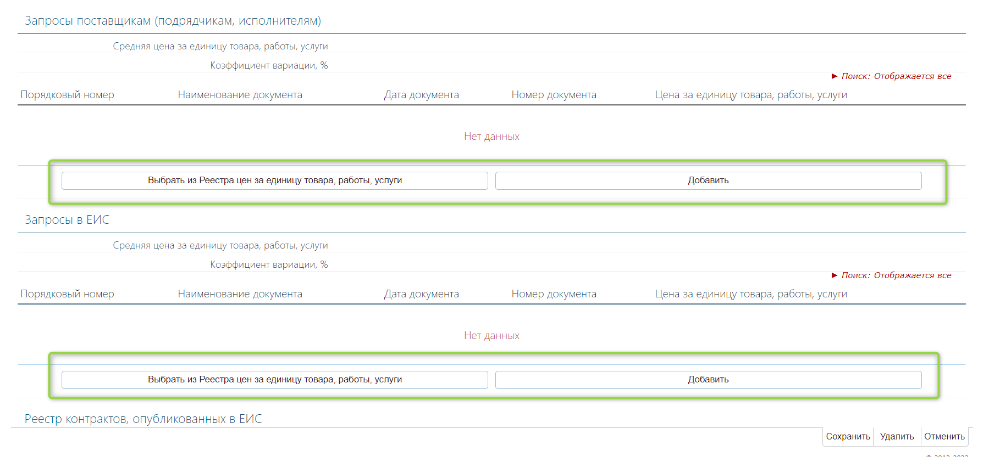 Запросы поставщикам (подрядчикам, исполнителям)
Средняя цена за единицу товара, работы, услуги
Коэффициент вариации, %
► Поиск: Отображается все
Порядковый номер Наименование документа Дата документа Номер документа Цена за единицу товара, работы, услуги
Нет данных
Выбрать из Реестра цен за единицу товара, работы, услуги Добавить
Запросы в ЕИС
Средняя цена за единицу товара, работы, услуги
Коэффициент вариации, %
► Поиск: Отображается все
Порядковый номер Наименование документа Дата документа Номер документа Цена за единицу товара, работы, услуги
Нет данных
Выбрать из Реестра цен за единицу товара, работы, услуги Добавить
Реестр контрактов, опубликованных в ЕИС
Сохранить Удалить Отменить